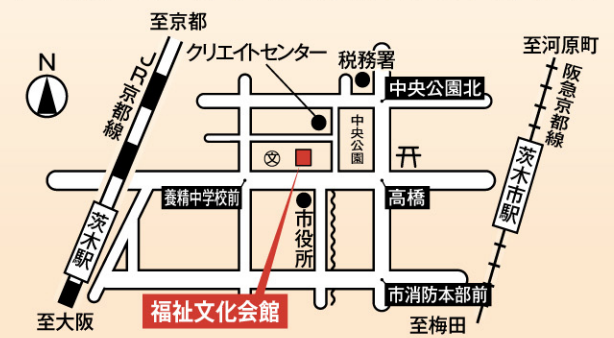 至京都
クリエイトセンター
税務署
至河原町
N
JR京都線
阪急京都線
中央公園北
中央公園
文
茨木市駅
養精中学校前
高橋
茨木駅
市役所
福祉文化会館
市消防本部前
至大阪
至梅田